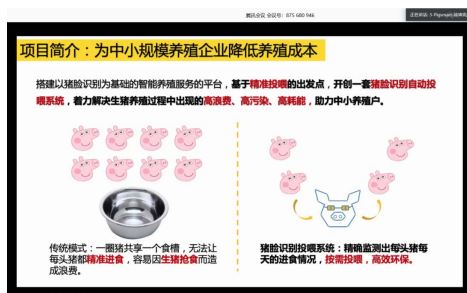 腾讯会议 会议号：875 680 946
项目简介：为中小规模养殖企业降低养殖成本
搭建以猪脸识别为基础的智能养殖服务的平台，基于精准投喂的出发点，开创一套猪脸识别自动投
喂系统，着力解决生猪养殖过程中出现的高浪费、高污染、高耗能，助力中小养殖户。
传统模式：一圈猪共享一个食槽，无法让
每头猪都精准进食，容易因生猪抢食而造
成浪费。
猪脸识别投喂系统：精确监测出每头猪每
天的进食情况，按需投喂，高效环保。